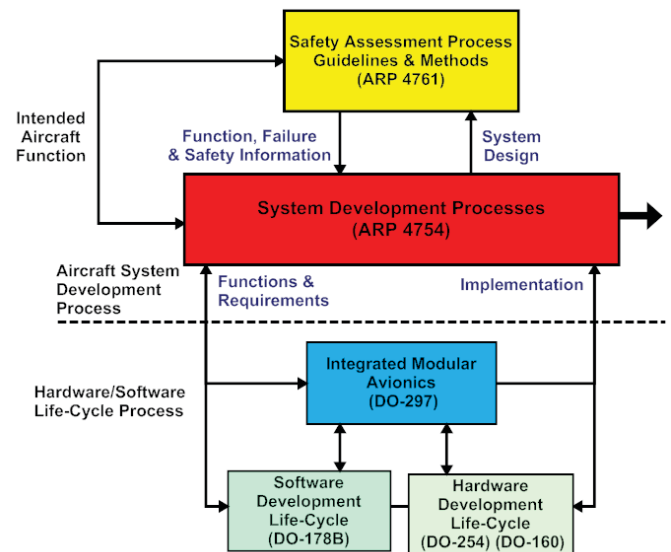 Safety Assessment Process
Guidelines & Methods
(ARP 4761)
Intended
Aircraft
Function
Function, Failure
& Safety Information
System
Design
System Development Processes
(ARP 4754)
Aircraft System
Development
Process
Functions &
Requirements
Implementation
Hardware/Software
Life-Cycle Process
Integrated Modular
Avionics
(DO-297)
Software
Development
Life-Cycle
(DO-178B)
Hardware
Development
Life-Cycle
(DO-254) (DO-160)